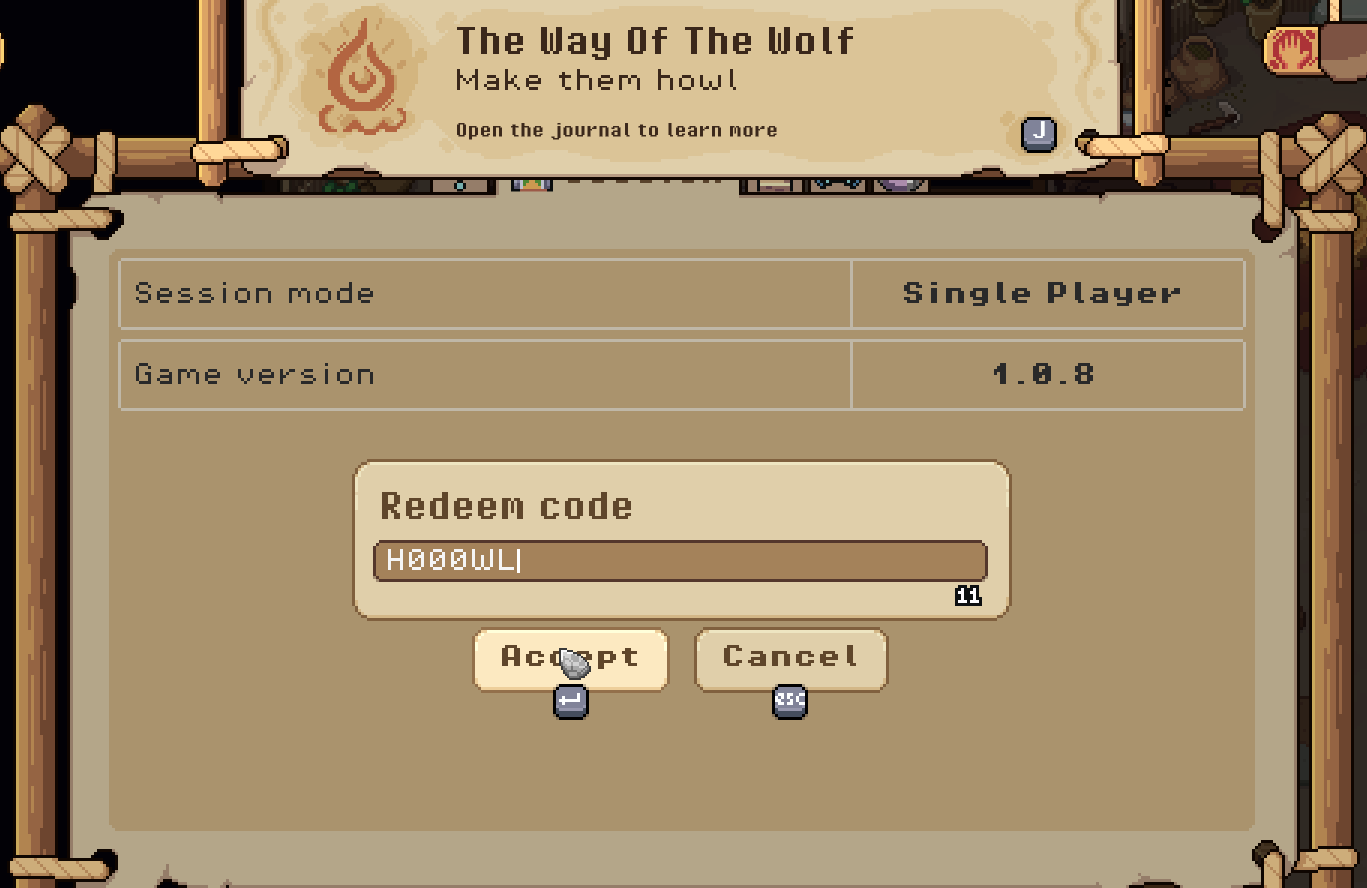 The Way Of The Wolf
Make them howl
Open the journal to learn more
J
Session mode
Single Player
Game version
1.0.8
Redeem code
H000WL
11
Accept
Cancel
esc